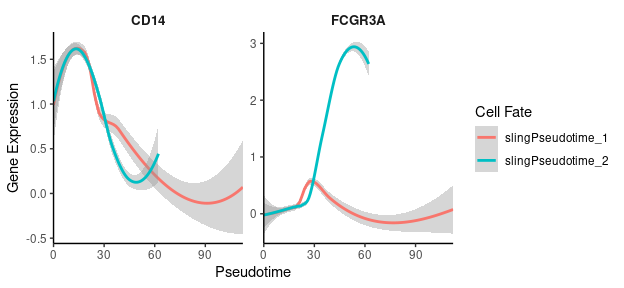 CD14
FCGR3A
Gene Expression
1.5
1.0
0.5
0.0
-0.5
3
2
1
0
0 30 60 90
0 30 60 90
Pseudotime
Cell Fate
slingPseudotime_1
slingPseudotime_2